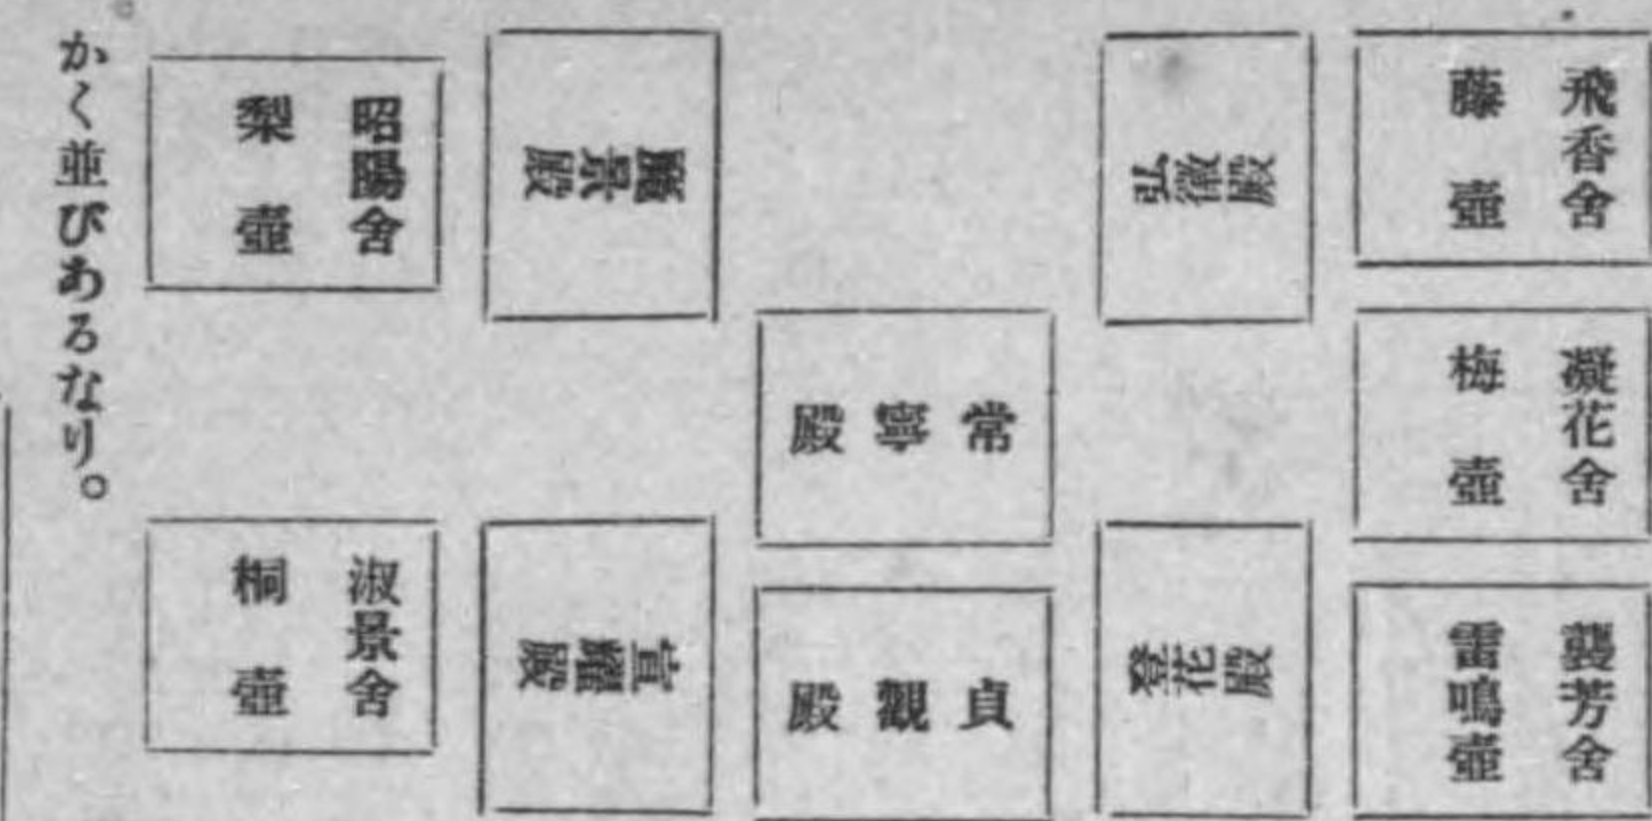 飛香舍
藤壺
凝花舍
梅壺
襲芳舍
雷鳴壺
弘徽殿
登花殿
常寧殿
貞觀殿
麗景殿
宣耀殿
昭陽舍
梨壺
淑景舍
桐壺
かく並びあるなり。